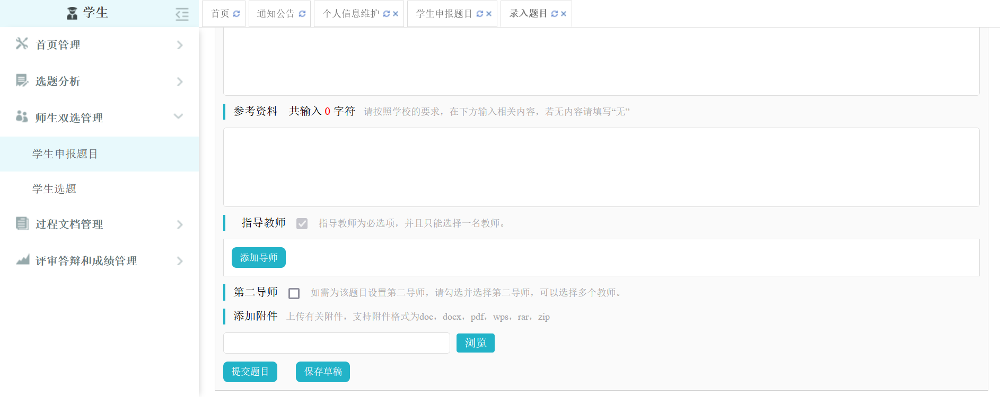 学生
首页管理
选题分析
师生双选管理
学生申报题目
学生选题
过程文档管理
评审答辩和成绩管理
首页 通知公告 个人信息维护 学生申报题目 录入题目
参考资料 共输入 0 字符 请按照学校的要求，在下方输入相关内容，若无内容请填写“无”
指导教师 指导教师为必选项，并且只能选择一名教师。
添加导师
第二导师 如需为该题目设置第二导师，请勾选并选择第二导师，可以选择多个教师。
添加附件 上传有关附件，支持附件格式为doc，docx，pdf，wps，rar，zip
浏览
提交题目 保存草稿